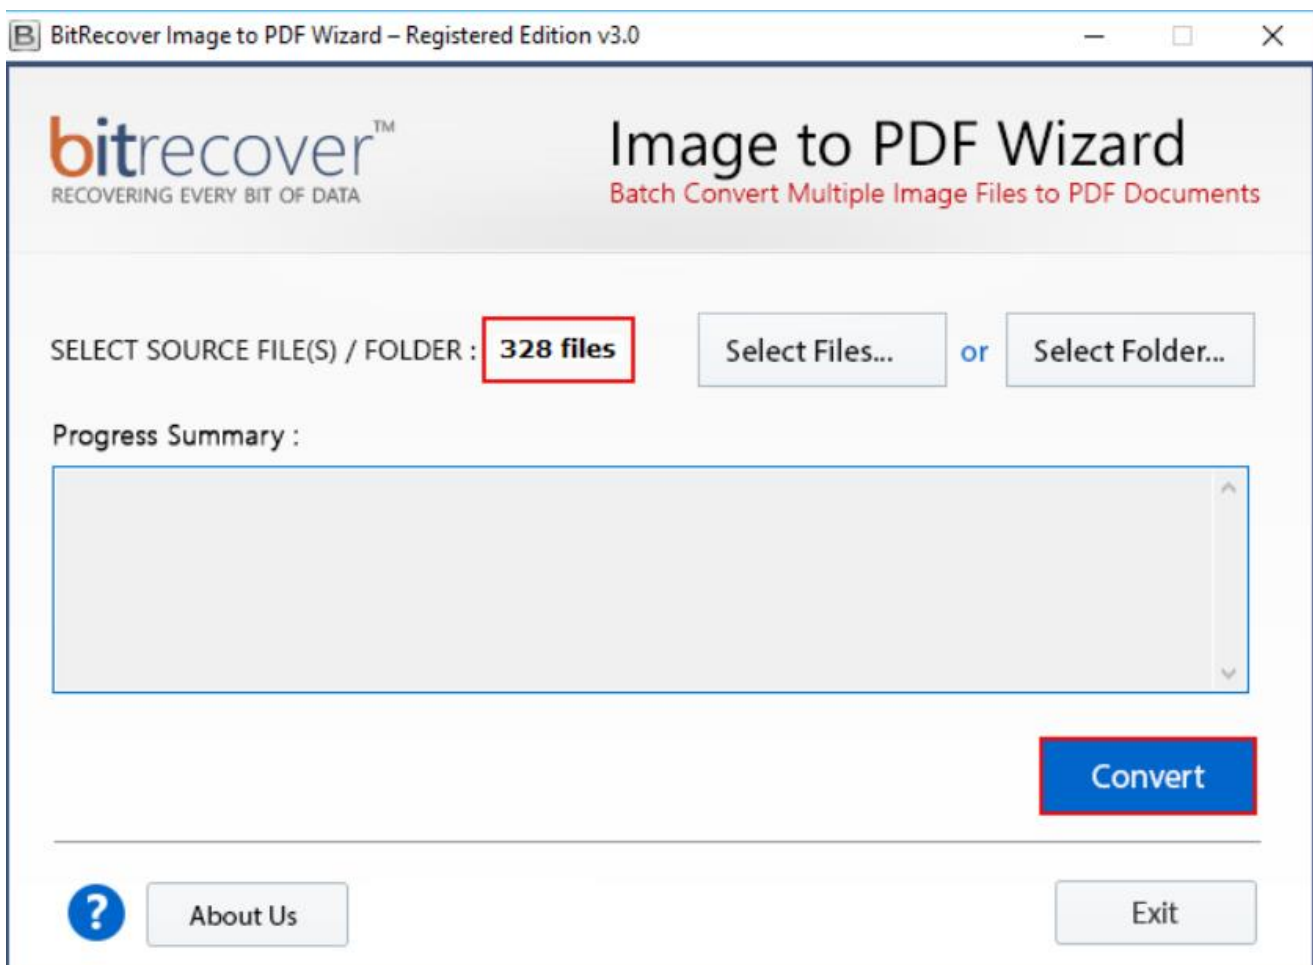 BitRecover Image to PDF Wizard – Registered Edition v3.0
bitrecover™
RECOVERING EVERY BIT OF DATA
Image to PDF Wizard
Batch Convert Multiple Image Files to PDF Documents
SELECT SOURCE FILE(S) / FOLDER : 328 files Select Files... or Select Folder...
Progress Summary :
Convert
? About Us Exit